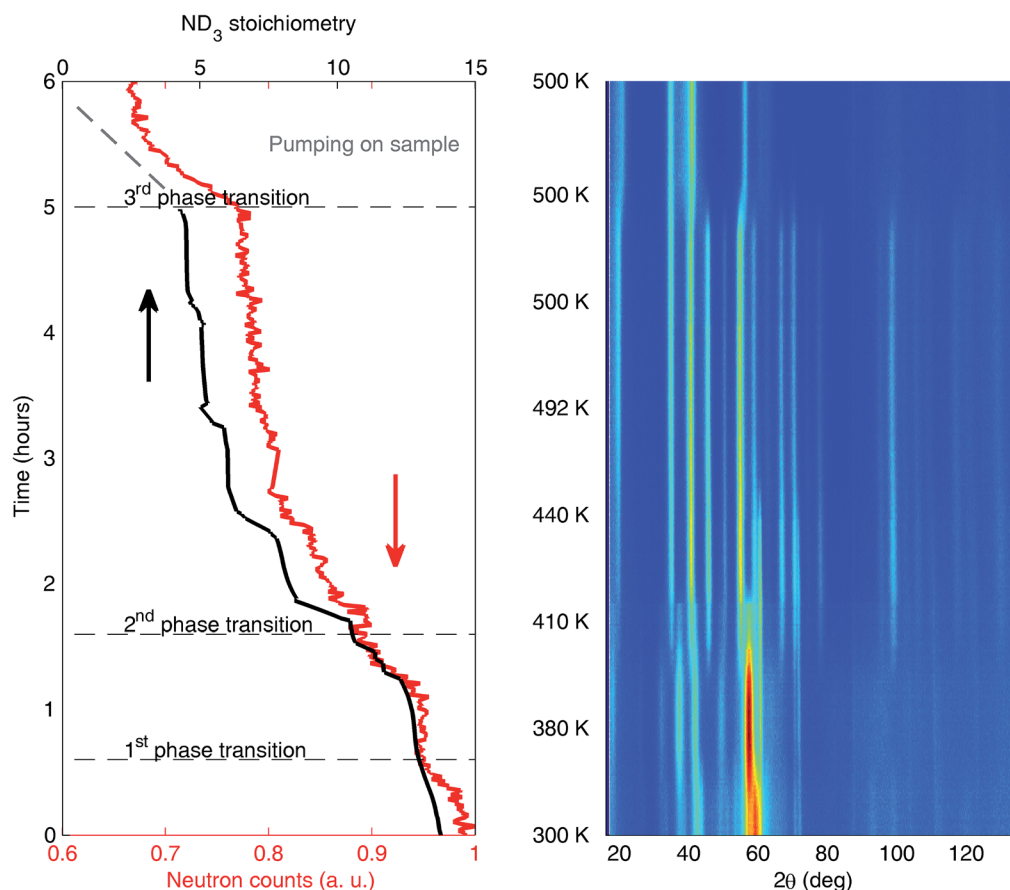 ND3 stoichiometry
0 5 10 15
6
5
4
3
2
1
0
Time (hours)
Pumping on sample
3rd phase transition
2nd phase transition
1st phase transition
0.6 0.7 0.8 0.9 1
Neutron counts (a. u.)
500 K
500 K
500 K
492 K
440 K
410 K
380 K
300 K
20 40 60 80 100 120
2θ (deg)